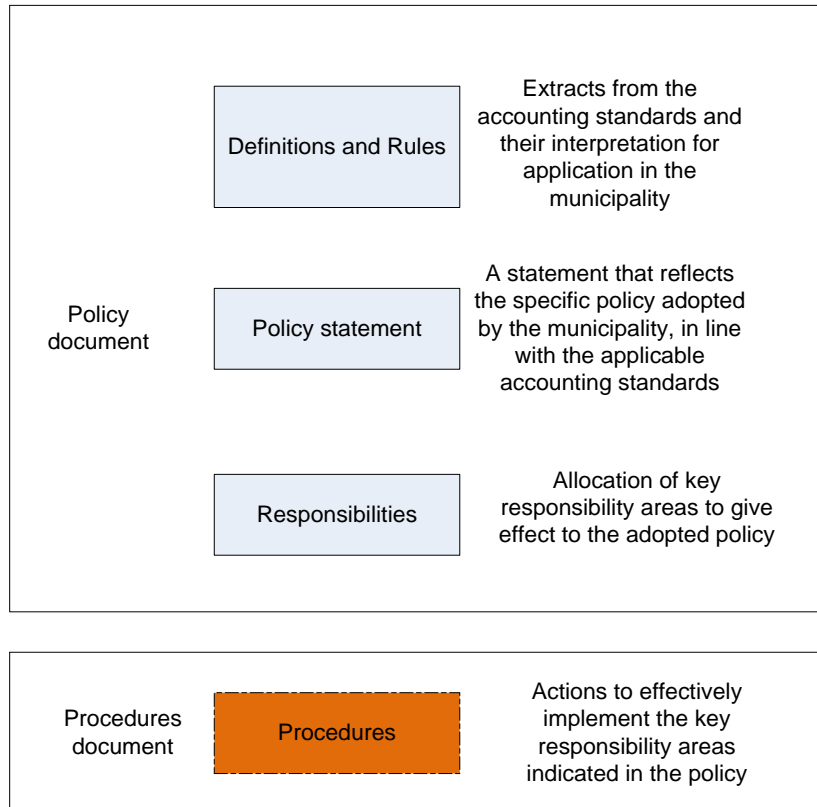 Definitions and Rules
Extracts from the
accounting standards and
their interpretation for
application in the
municipality
Policy
document
Policy statement
A statement that reflects
the specific policy adopted
by the municipality, in line
with the applicable
accounting standards
Responsibilities
Allocation of key
responsibility areas to give
effect to the adopted policy
Procedures
document
Procedures
Actions to effectively
implement the key
responsibility areas
indicated in the policy